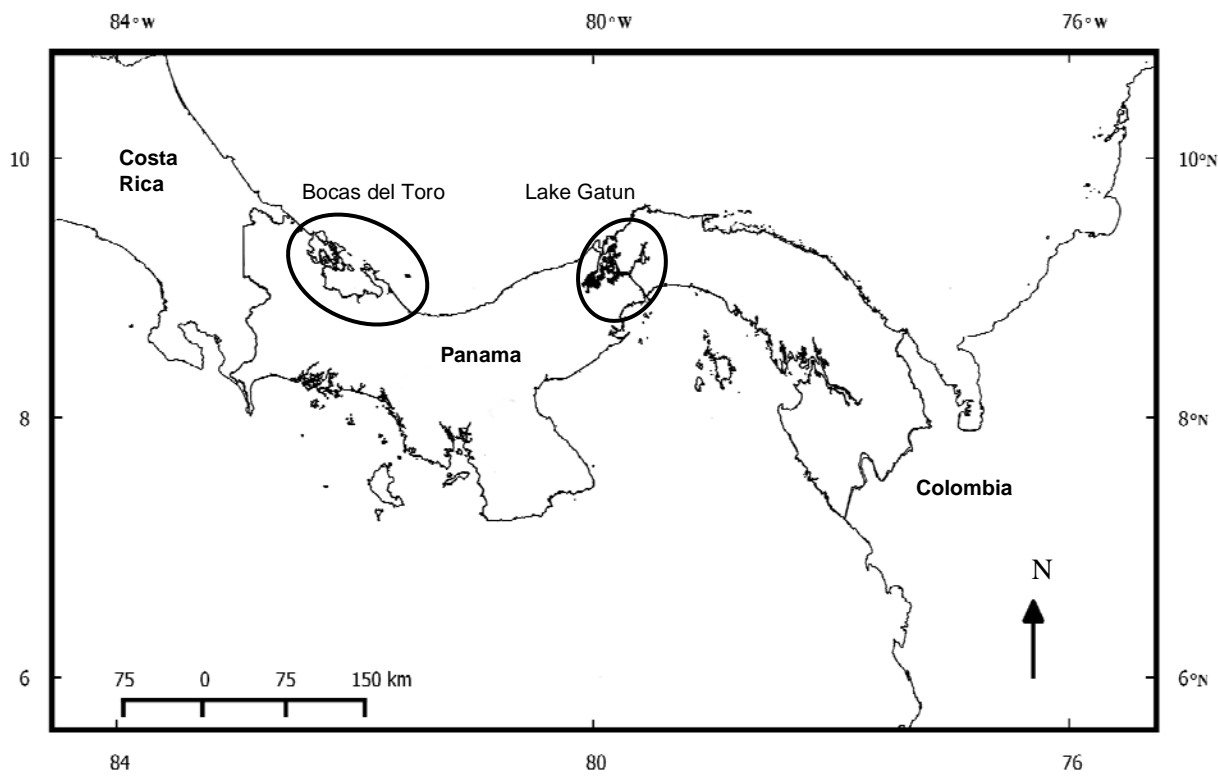 84°W 80°W 76°W
10 10°N
Costa
Rica
Bocas del Toro
Lake Gatun
Panama
8 8°N
Colombia
N
6 6°N
75 0 75 150 km
84 80 76